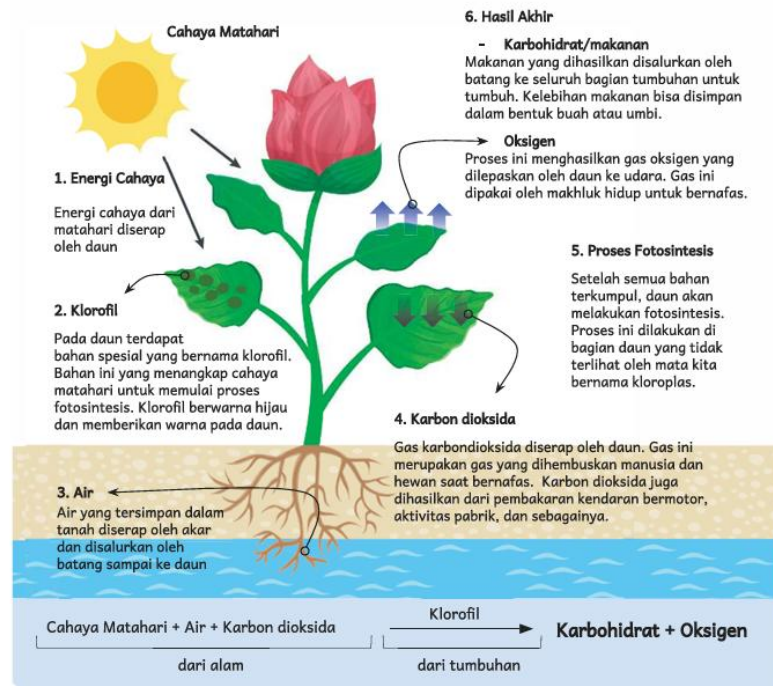 Cahaya Matahari
1. Energi Cahaya
Energi cahaya dari
matahari diserap
oleh daun
2. Klorofil
Pada daun terdapat
bahan spesial yang bernama klorofil.
Bahan ini yang menangkap cahaya
matahari untuk memulai proses
fotosintesis. Klorofil berwarna hijau
dan memberikan warna pada daun.
3. Air
Air yang tersimpan dalam
tanah diserap oleh akar
dan disalurkan oleh
batang sampai ke daun
4. Karbon dioksida
Gas karbondioksida diserap oleh daun. Gas ini
merupakan gas yang dihembuskan manusia dan
hewan saat bernafas. Karbon dioksida juga
dihasilkan dari pembakaran kendaran bermotor,
aktivitas pabrik, dan sebagainya.
5. Proses Fotosintesis
Setelah semua bahan
terkumpul, daun akan
melakukan fotosintesis.
Proses ini dilakukan di
bagian daun yang tidak
terlihat oleh mata kita
bernama kloroplas.
6. Hasil Akhir
- Karbohidrat/makanan
Makanan yang dihasilkan disalurkan oleh
batang ke seluruh bagian tumbuhan untuk
tumbuh. Kelebihan makanan bisa disimpan
dalam bentuk buah atau umbi.
- Oksigen
Proses ini menghasilkan gas oksigen yang
dilepaskan oleh daun ke udara. Gas ini
dipakai oleh makhluk hidup untuk bernafas.
Cahaya Matahari + Air + Karbon dioksida
Klorofil
Karbohidrat + Oksigen
dari alam
dari tumbuhan